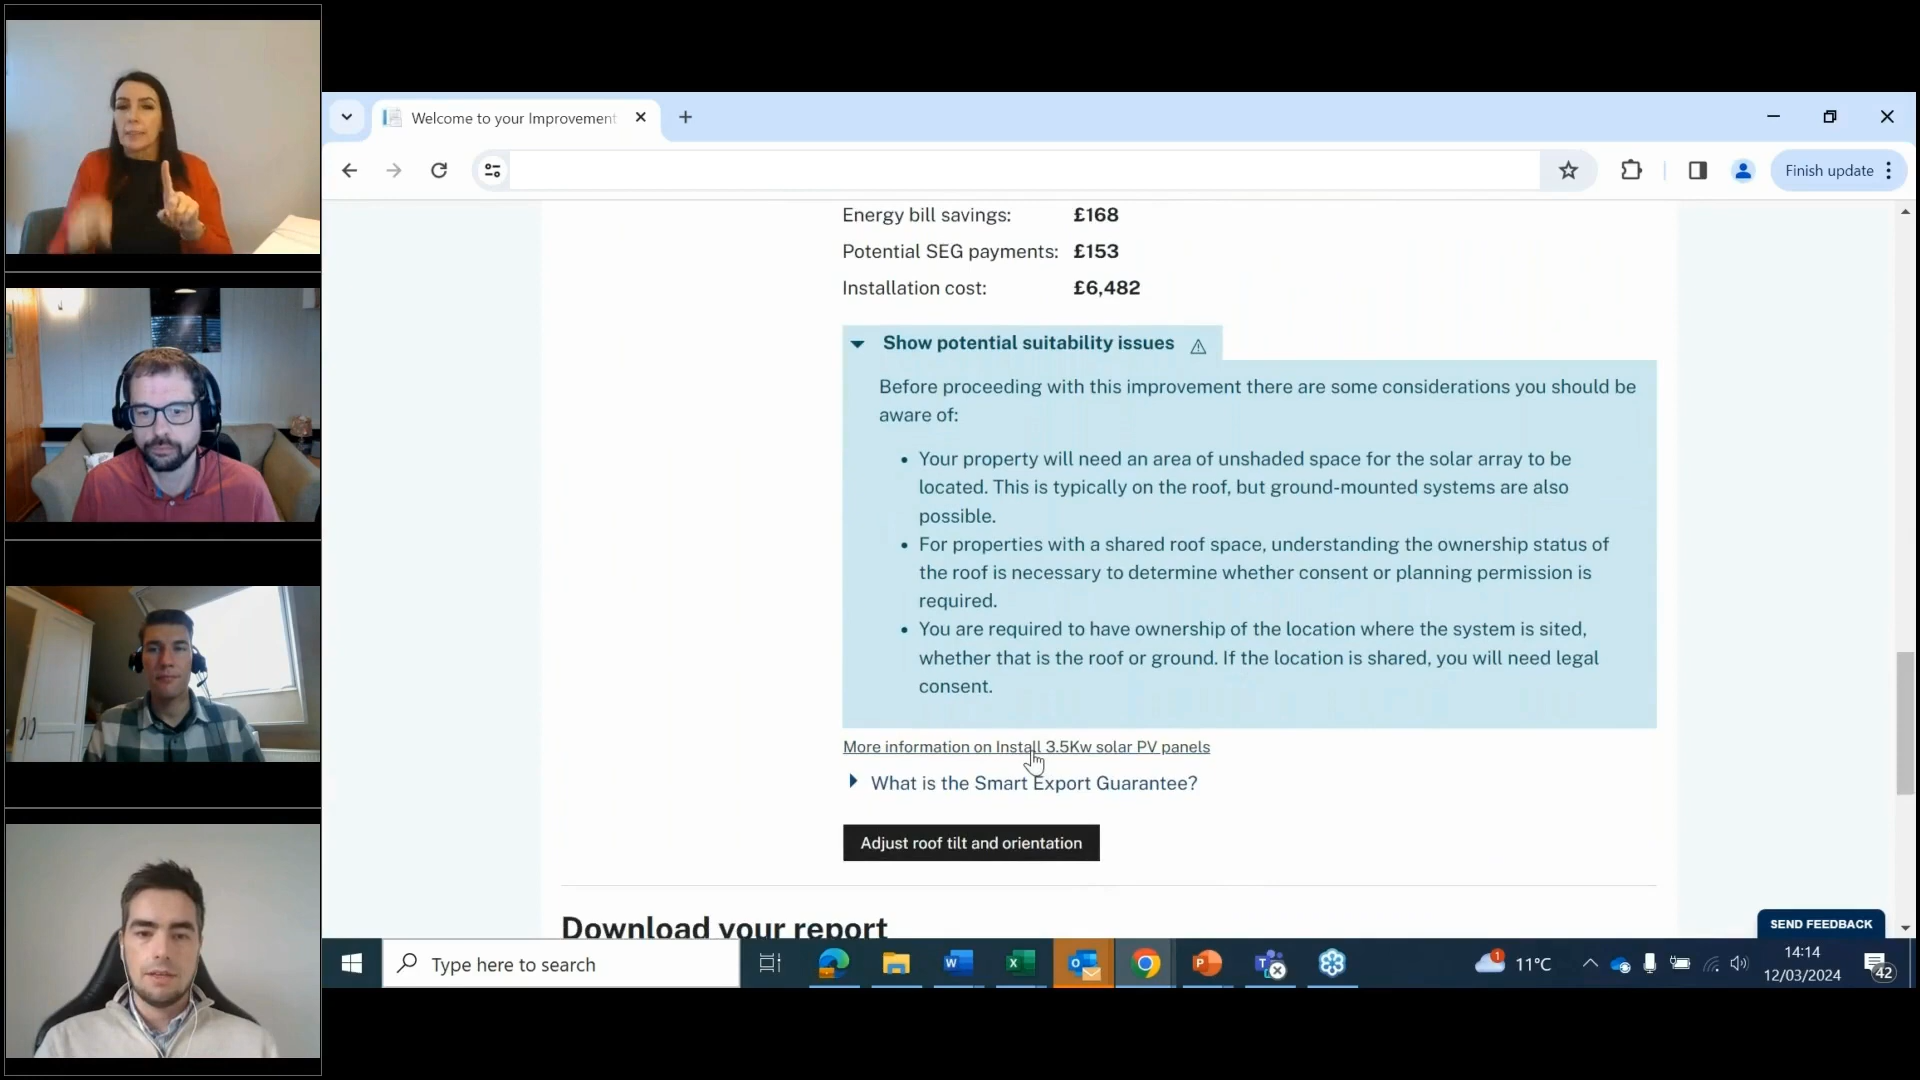 Welcome to your Improvement
Finish update
Energy bill savings: £168
Potential SEG payments: £153
Installation cost: £6,482
Show potential suitability issues
Before proceeding with this improvement there are some considerations you should be
aware of:
• Your property will need an area of unshaded space for the solar array to be
located. This is typically on the roof, but ground-mounted systems are also
possible.
• For properties with a shared roof space, understanding the ownership status of
the roof is necessary to determine whether consent or planning permission is
required.
• You are required to have ownership of the location where the system is sited,
whether that is the roof or ground. If the location is shared, you will need legal
consent.
More information on Install 3.5Kw solar PV panels
What is the Smart Export Guarantee?
Adjust roof tilt and orientation
Download your report
SEND FEEDBACK
Type here to search
1
11°C
14:14
12/03/2024
42